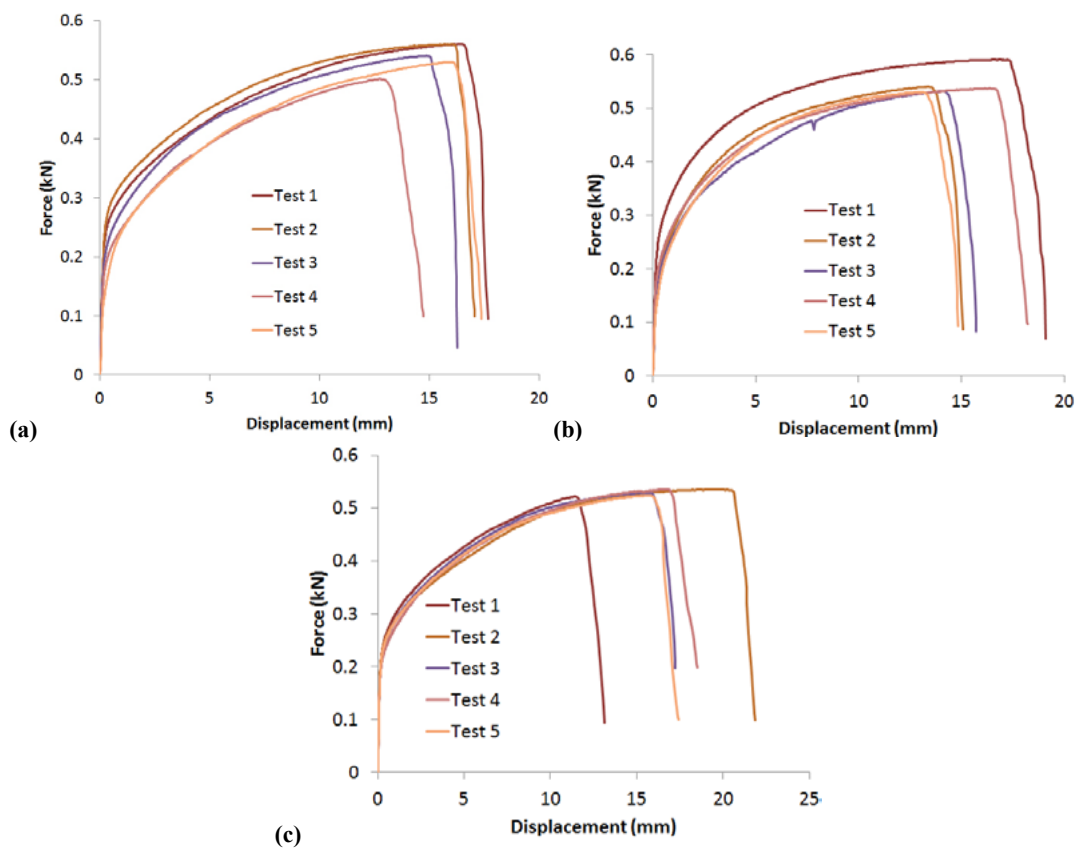 (a)
0.6
0.5
0.4
0.3
0.2
0.1
0
Force (kN)
Test 1
Test 2
Test 3
Test 4
Test 5
0 5 10 15 20
Displacement (mm)
(b)
0.6
0.5
0.4
0.3
0.2
0.1
0
Force (kN)
Test 1
Test 2
Test 3
Test 4
Test 5
0 5 10 15 20
Displacement (mm)
(c)
0.6
0.5
0.4
0.3
0.2
0.1
0
Force (kN)
Test 1
Test 2
Test 3
Test 4
Test 5
0 5 10 15 20 25
Displacement (mm)